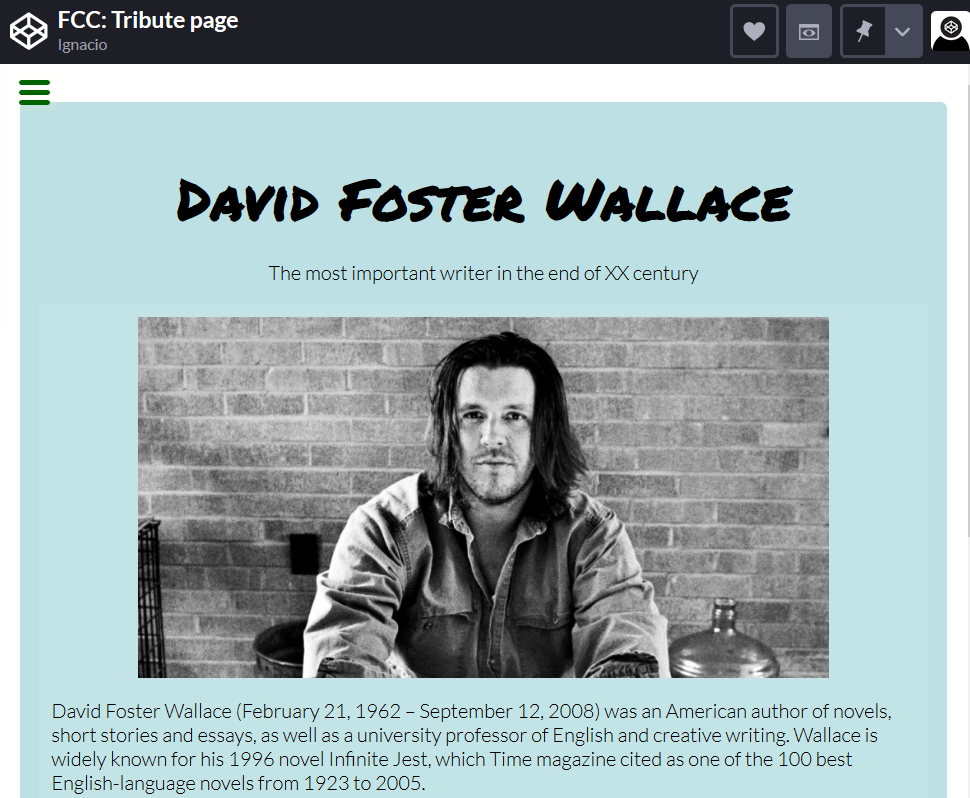 FCC: Tribute page
Ignacio
David Foster Wallace
The most important writer in the end of XX century
David Foster Wallace (February 21, 1962 – September 12, 2008) was an American author of novels,
short stories and essays, as well as a university professor of English and creative writing. Wallace is
widely known for his 1996 novel Infinite Jest, which Time magazine cited as one of the 100 best
English-language novels from 1923 to 2005.